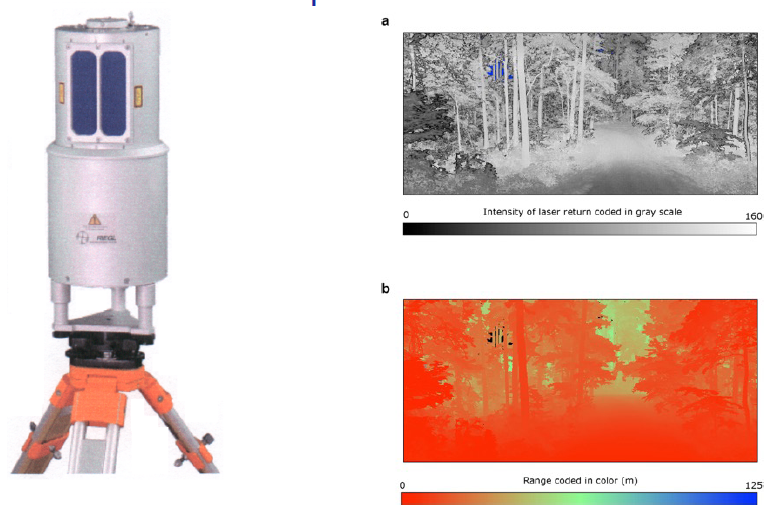 a
0
Intensity of laser return coded in gray scale
160
b
0
Range coded in color (m)
125